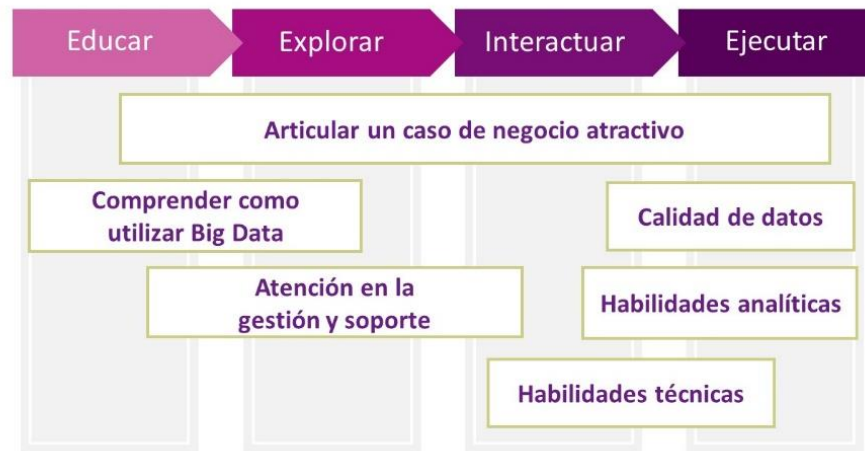 Educar
Explorar
Interactuar
Ejecutar
Articular un caso de negocio atractivo
Comprender como
utilizar Big Data
Calidad de datos
Atención en la
gestión y soporte
Habilidades analíticas
Habilidades técnicas